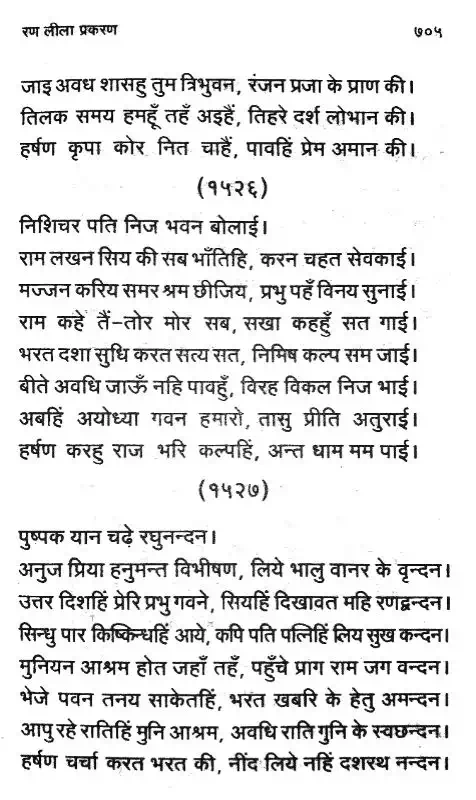 रण लीला प्रकरण ७०५
जाइ अवध शासहु तुम त्रिभुवन, रंजन प्रजा के प्राण की।
तिलक समय हमहूँ तहँ अइहैं, तिहरे दर्श लोभान की।
हर्षण कृपा कोर नित चाहैं, पावहिं प्रेम अमान की।
(१५२६)
निशिचर पति निज भवन बोलाई।
राम लखन सिय की सब भाँतिहि, करन चहत सेवकाई।
मज्जन करिय समर श्रम छीजिय, प्रभु पहँ विनय सुनाई।
राम कहे तैं-तोर मोर सब, सखा कहहुँ सत गाई।
भरत दशा सुधि करत सत्य सत, निमिष कल्प सम जाई।
बीते अवधि जाऊँ नहि पावहुँ, विरह विकल निज भाई।
अबहिं अयोध्या गवन हमारो, तासु प्रीति अतुराई।
हर्षण करहु राज भरि कल्पहिं, अन्त धाम मम पाई।
(१५२७)
पुष्पक यान चढ़े रघुनन्दन।
अनुज प्रिया हनुमन्त विभीषण, लिये भालु वानर के वृन्दन।
उत्तर दिशहिं प्रेरि प्रभु गवने, सियहिं दिखावत महि रणद्वन्दन।
सिन्धु पार किष्किन्धहिं आये, कपि पति पत्निहिं लिय सुख कन्दन।
मुनियन आश्रम होत जहाँ तहँ, पहुँचे प्राग राम जग वन्दन।
भेजे पवन तनय साकेतहिं, भरत खबरि के हेतु अमन्दन।
आपु रहे रातिहिं मुनि आश्रम, अवधि राति गुनि के स्वछन्दन।
हर्षण चर्चा करत भरत की, नींद लिये नहिं दशरथ नन्दन।